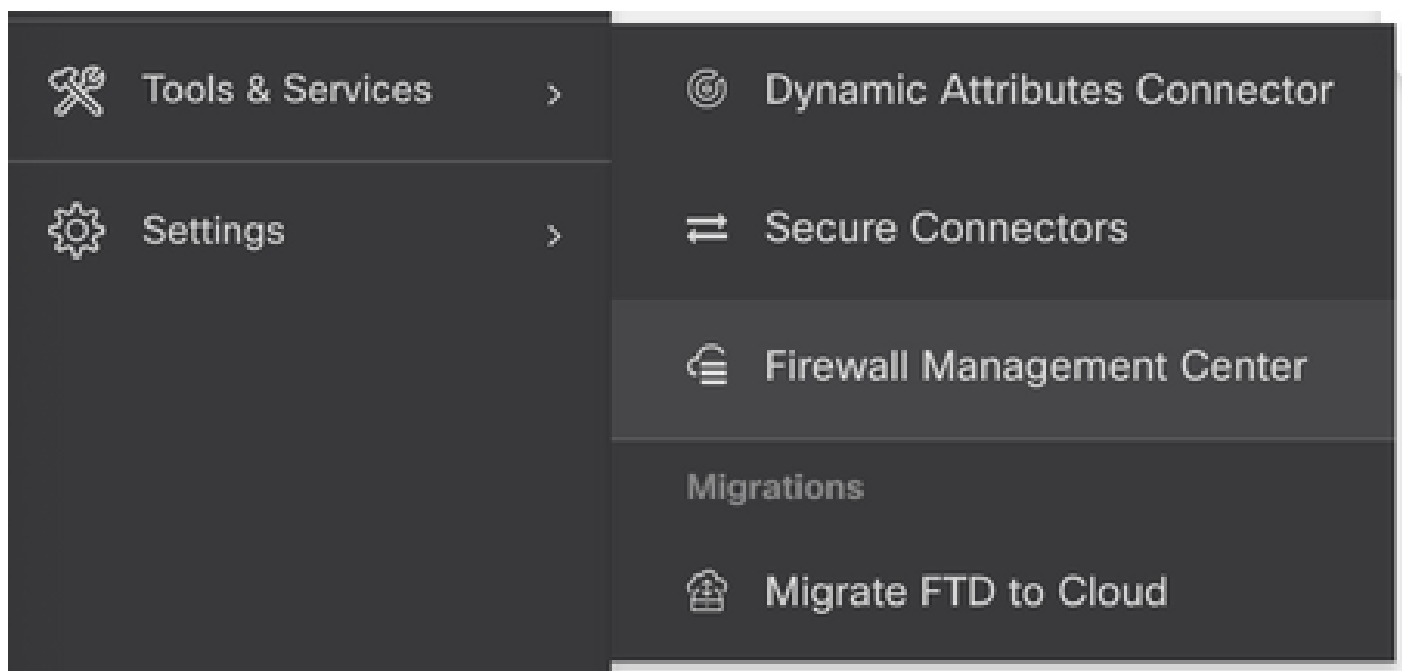 Tools & Services
Settings
Dynamic Attributes Connector
Secure Connectors
Firewall Management Center
Migrations
Migrate FTD to Cloud